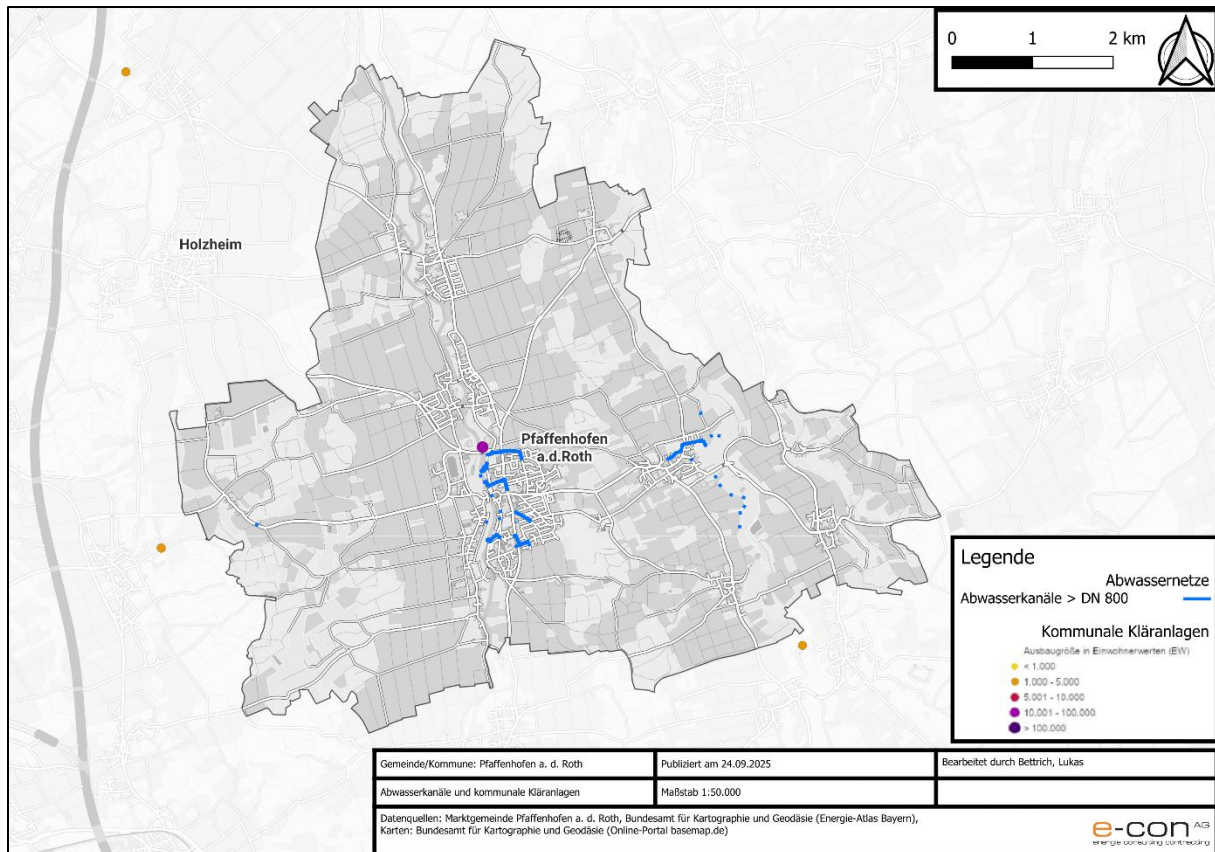 0 1 2 km
Holzheim
Pfaffenhofen
a.d.Roth
Legende
Abwassernetze
Abwasserkanäle > DN 800
Kommunale Kläranlagen
Ausbaugröße in Einwohnerwerten (EW)
< 1.000
1.000 - 5.000
5.001 - 10.000
10.001 - 100.000
> 100.000
Gemeinde/Kommune: Pfaffenhofen a. d. Roth
Publiziert am 24.09.2025
Bearbeitet durch Bettrich, Lukas
Abwasserkanäle und kommunale Kläranlagen
Maßstab 1:50.000
Datenquellen: Marktgemeinde Pfaffenhofen a. d. Roth, Bundesamt für Kartographie und Geodäsie (Energie-Atlas Bayern),
Karten: Bundesamt für Kartographie und Geodäsie (Online-Portal basemap.de)
e-con AG
energie consulting contracting